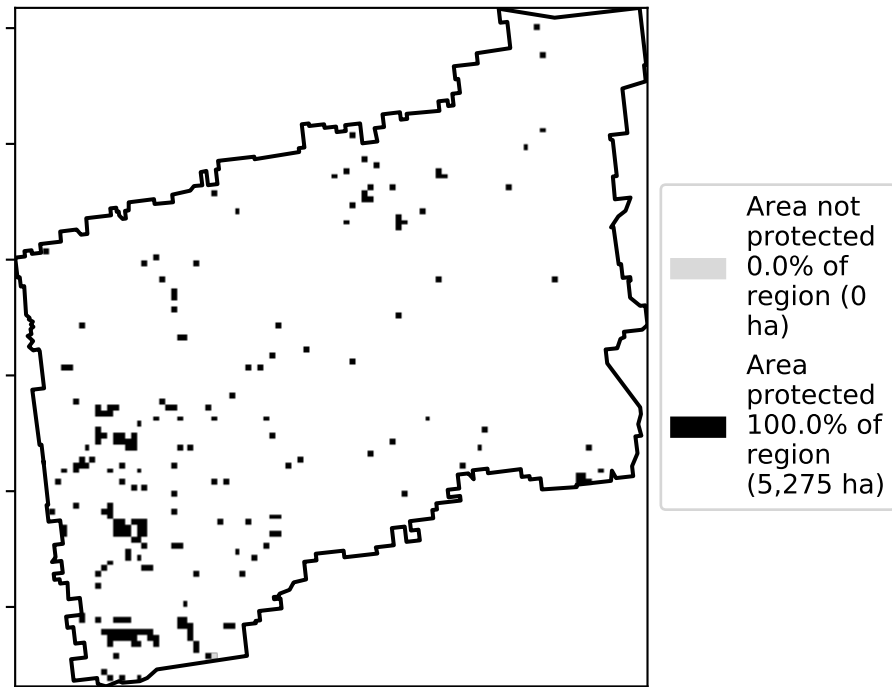 Area not
protected
0.0% of
region (0
ha)
Area
protected
100.0% of
region
(5,275 ha)